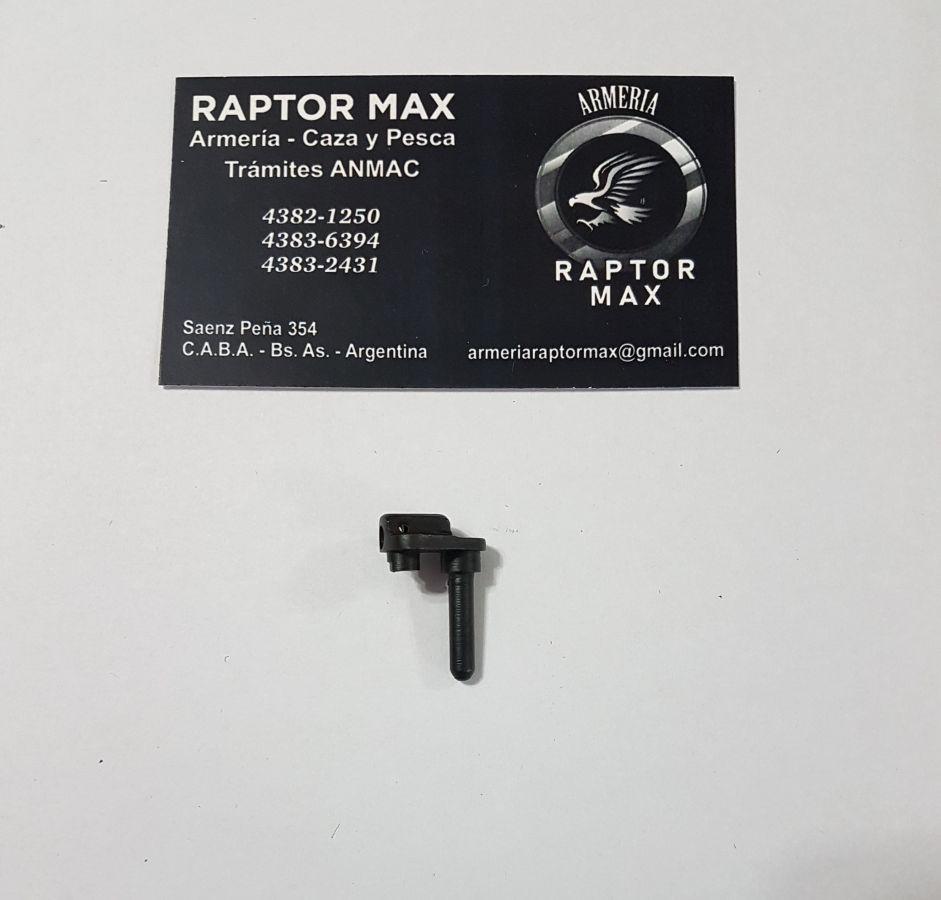 RAPTOR MAX
Armería - Caza y Pesca
Trámites ANMAC
4382-1250
4383-6394
4383-2431
Saenz Peña 354
C.A.B.A. - Bs. As. - Argentina
ARMERIA
RAPTOR
MAX
armeriaraptormax@gmail.com